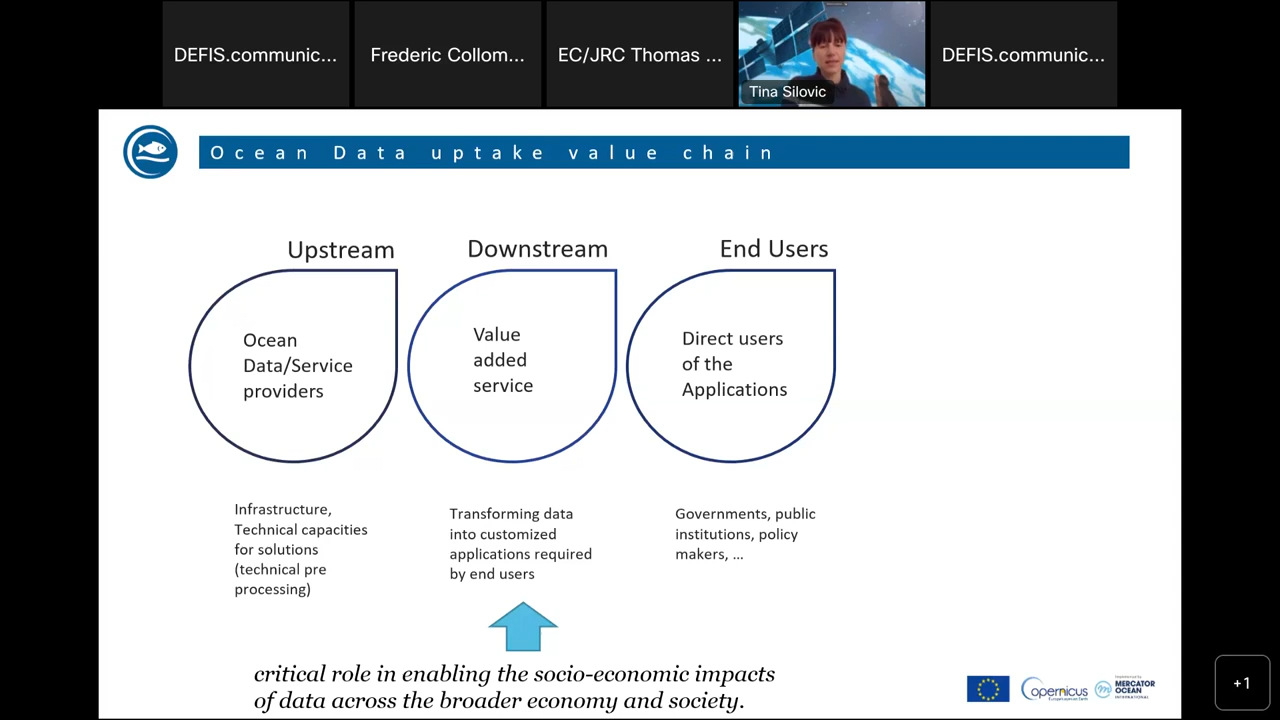 DEFIS.communic...
Frederic Collom...
EC/JRC Thomas ...
Tina Silovic
DEFIS.communic...
Ocean Data uptake value chain
Upstream
Downstream
End Users
Ocean
Data/Service
providers
Value
added
service
Direct users
of the
Applications
Infrastructure,
Technical capacities
for solutions
(technical pre
processing)
Transforming data
into customized
applications required
by end users
Governments, public
institutions, policy
makers, ...
critical role in enabling the socio-economic impacts
of data across the broader economy and society.
opernicus
MERCATOR
OCEAN
INTERNATIONAL
+1